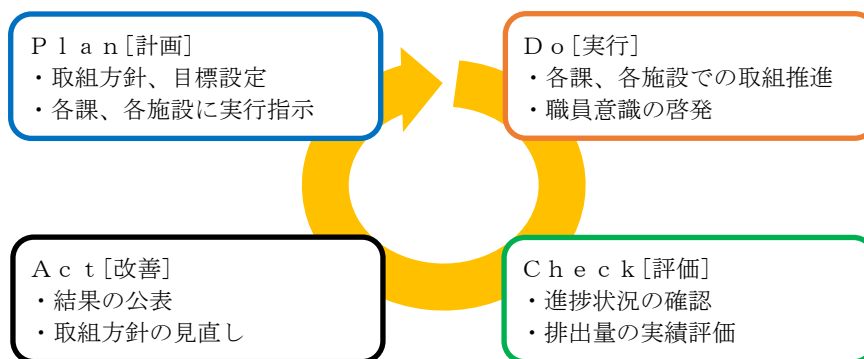 Ｐｌａｎ[計画]
・取組方針、目標設定
・各課、各施設に実行指示
Ｄｏ[実行]
・各課、各施設での取組推進
・職員意識の啓発
Ａｃｔ[改善]
・結果の公表
・取組方針の見直し
Ｃｈｅｃｋ[評価]
・進捗状況の確認
・排出量の実績評価